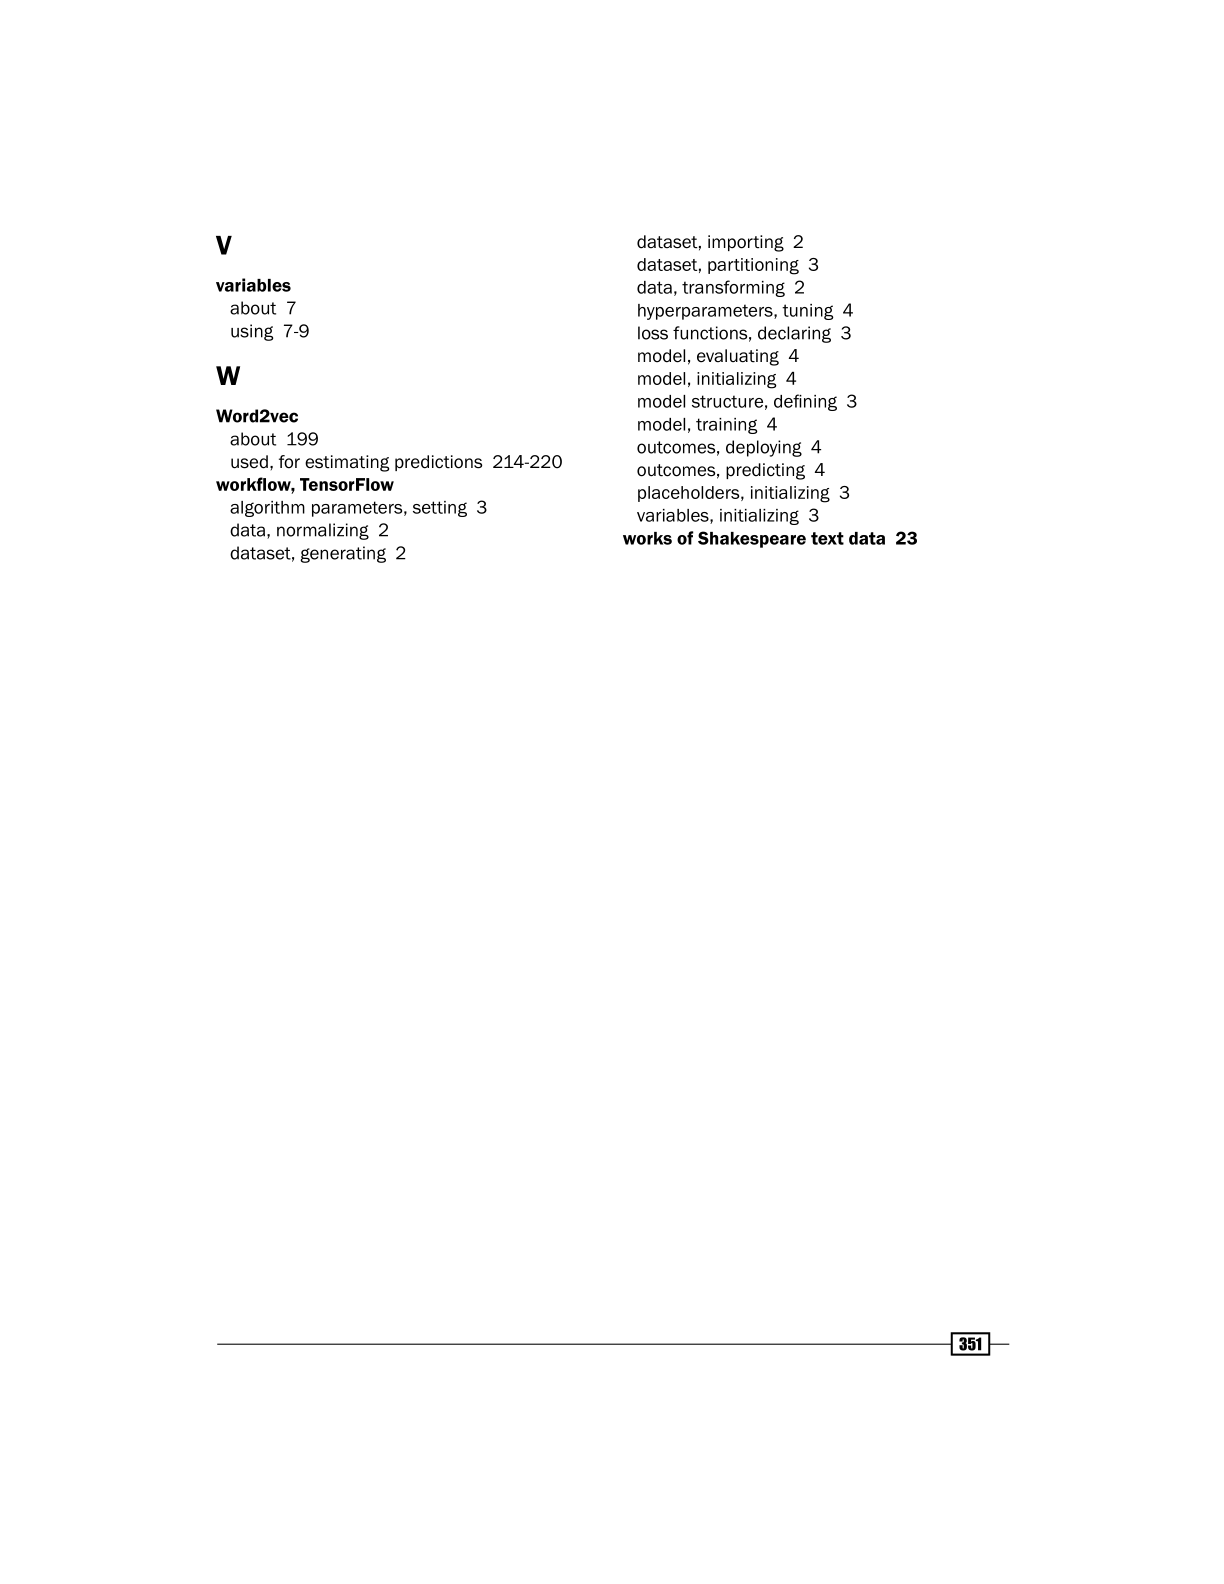 V
variables
about 7
using 7-9
W
Word2vec
about 199
used, for estimating predictions 214-220
workflow, TensorFlow
algorithm parameters, setting 3
data, normalizing 2
dataset, generating 2
dataset, importing 2
dataset, partitioning 3
data, transforming 2
hyperparameters, tuning 4
loss functions, declaring 3
model, evaluating 4
model, initializing 4
model structure, defining 3
model, training 4
outcomes, deploying 4
outcomes, predicting 4
placeholders, initializing 3
variables, initializing 3
works of Shakespeare text data 23
351